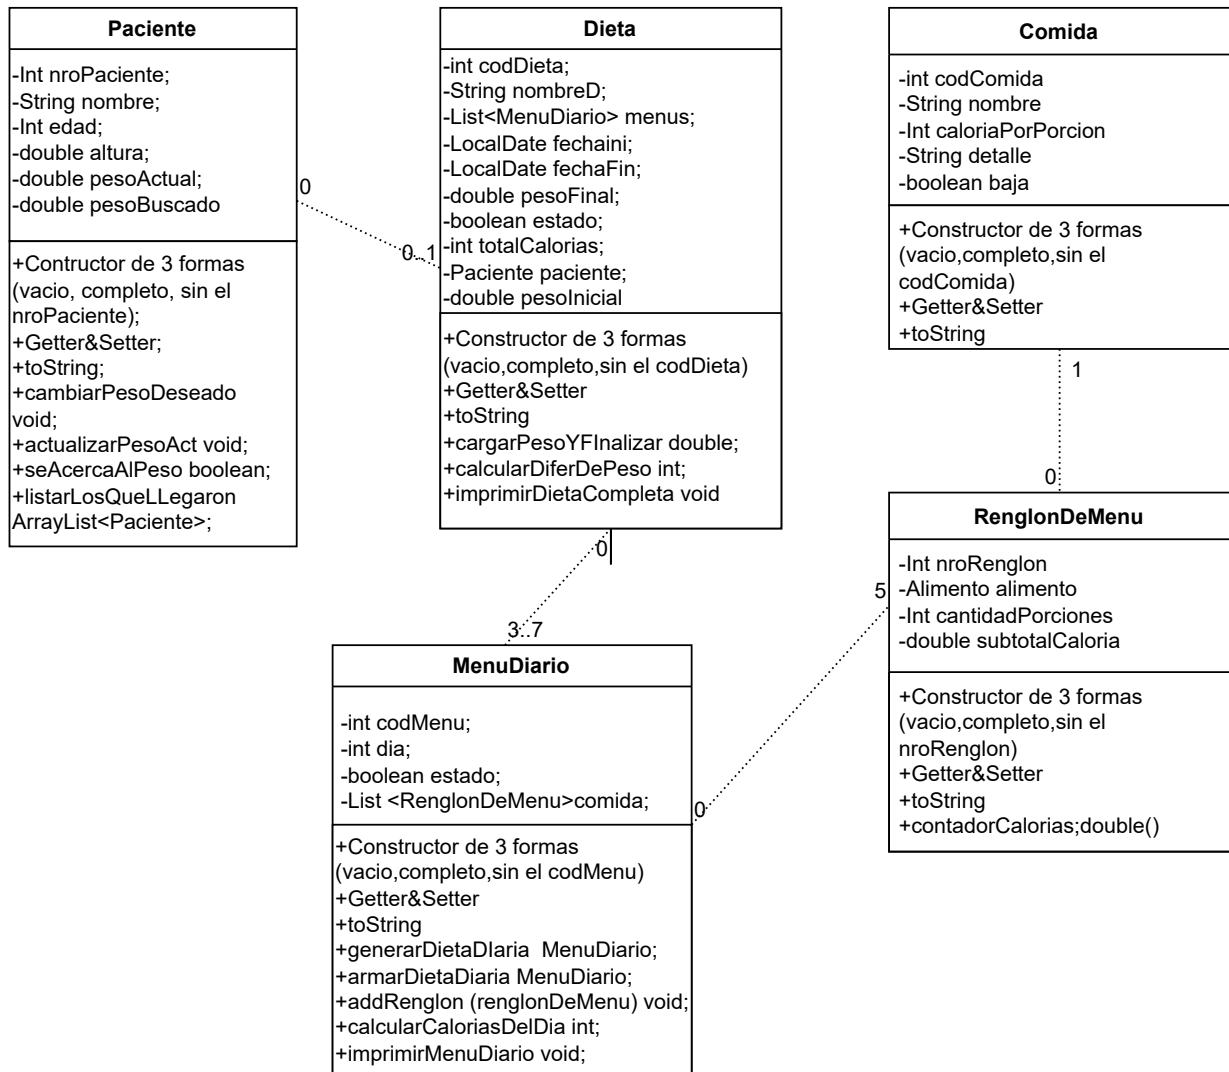 Paciente
-Int nroPaciente;
-String nombre;
-Int edad;
-double altura;
-double pesoActual;
-double pesoBuscado
+Contructor de 3 formas
(vacio, completo, sin el
nroPaciente);
+Getter&Setter;
+toString;
+cambiarPesoDeseado
void;
+actualizarPesoAct void;
+seAcercaAlPeso boolean;
+listarLosQueLLegaron
ArrayList<Paciente>;
0
0..1
Dieta
-int codDieta;
-String nombreD;
-List<MenuDiario> menus;
-LocalDate fechaini;
-LocalDate fechaFin;
-double pesoFinal;
-boolean estado;
-int totalCalorias;
-Paciente paciente;
-double pesoInicial
+Constructor de 3 formas
(vacio,completo,sin el codDieta)
+Getter&Setter
+toString
+cargarPesoYFInalizar double;
+calcularDiferDePeso int;
+imprimirDietaCompleta void
0
3..7
Comida
-int codComida
-String nombre
-Int caloriaPorPorcion
-String detalle
-boolean baja
+Constructor de 3 formas
(vacio,completo,sin el
codComida)
+Getter&Setter
+toString
1
0
RenglonDeMenu
-Int nroRenglon
-Alimento alimento
-Int cantidadPorciones
-double subtotalCaloria
+Constructor de 3 formas
(vacio,completo,sin el
nroRenglon)
+Getter&Setter
+toString
+contadorCalorias;double()
5
0
MenuDiario
-int codMenu;
-int dia;
-boolean estado;
-List <RenglonDeMenu>comida;
+Constructor de 3 formas
(vacio,completo,sin el codMenu)
+Getter&Setter
+toString
+generarDietaDIaria MenuDiario;
+armarDietaDiaria MenuDiario;
+addRenglon (renglonDeMenu) void;
+calcularCaloriasDelDia int;
+imprimirMenuDiario void;